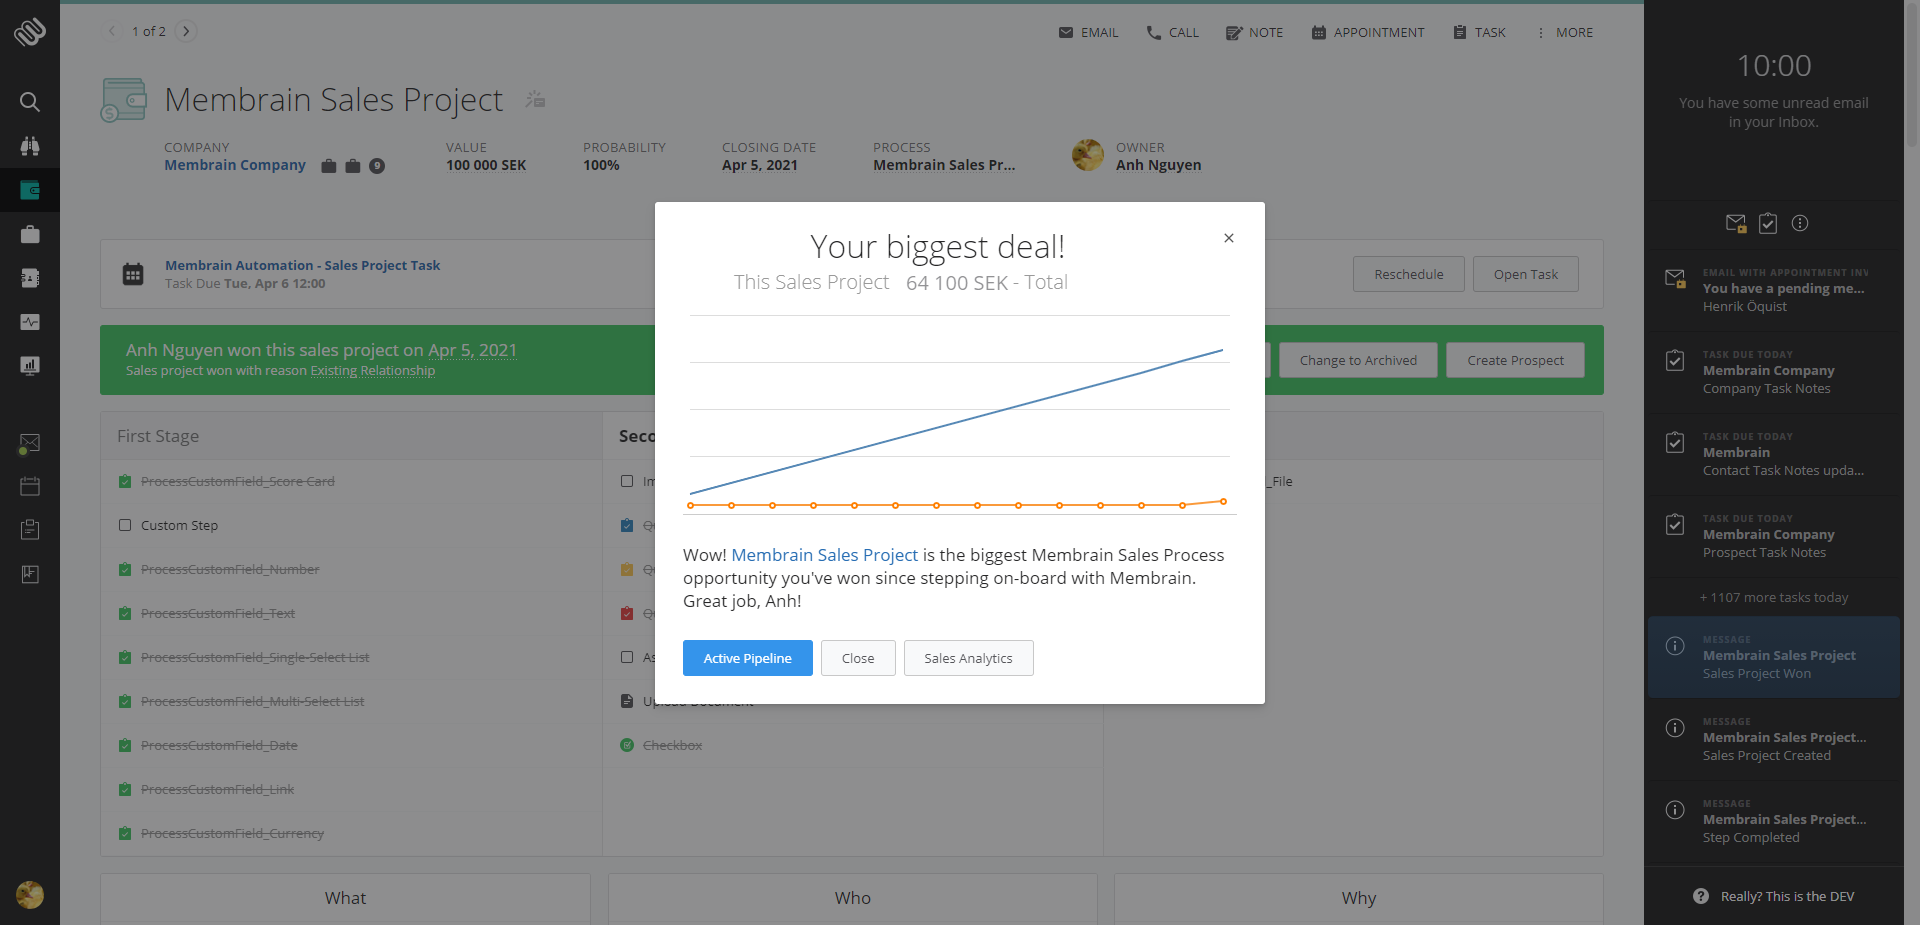 1 of 2
EMAIL
CALL
NOTE
APPOINTMENT
TASK
MORE
Membrain Sales Project
COMPANY
Membrain Company
9
VALUE
100 000 SEK
PROBABILITY
100%
CLOSING DATE
Apr 5, 2021
PROCESS
Membrain Sales Pr...
OWNER
Anh Nguyen
Membrain Automation - Sales Project Task
Task Due Tue, Apr 6 12:00
Reschedule
Open Task
Anh Nguyen won this sales project on Apr 5, 2021
Sales project won with reason Existing Relationship
Change to Archived
Create Prospect
First Stage
ProcessCustomField_Score Card
Custom Step
ProcessCustomField_Number
ProcessCustomField_Text
ProcessCustomField_Single-Select List
ProcessCustomField_Multi-Select List
ProcessCustomField_Date
ProcessCustomField_Link
ProcessCustomField_Currency
Seco
Im
Q
Q
Q
As
Upload Document
Checkbox
_File
Your biggest deal!
This Sales Project 64 100 SEK - Total
Wow! Membrain Sales Project is the biggest Membrain Sales Process
opportunity you've won since stepping on-board with Membrain.
Great job, Anh!
Active Pipeline
Close
Sales Analytics
What
Who
Why
10:00
You have some unread email
in your Inbox.
EMAIL WITH APPOINTMENT INV
You have a pending me...
Henrik Öquist
TASK DUE TODAY
Membrain Company
Company Task Notes
TASK DUE TODAY
Membrain
Contact Task Notes upda...
TASK DUE TODAY
Membrain Company
Prospect Task Notes
+ 1107 more tasks today
MESSAGE
Membrain Sales Project
Sales Project Won
MESSAGE
Membrain Sales Project...
Sales Project Created
MESSAGE
Membrain Sales Project...
Step Completed
Really? This is the DEV